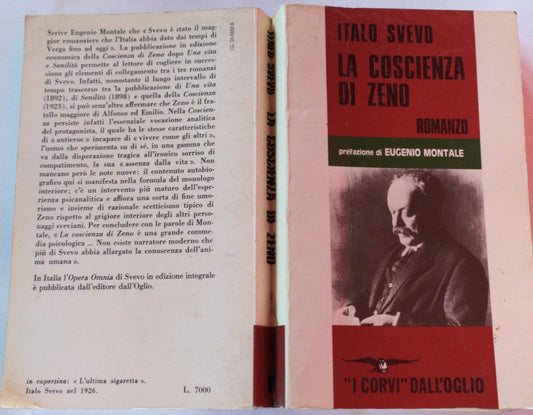 Scrive Eugenio Montale che « Svevo è stato il mag-
gior romanziere che l'Italia abbia dato dai tempi di
Verga fino ad oggi ». La pubblicazione in edizione
economica della Coscienza di Zeno dopo Una vita
e Senilità permette al lettore di cogliere in succes-
sione gli elementi di collegamento tra i tre romanzi
di Svevo. Infatti, nonostante il lungo intervallo di
tempo trascorso tra la pubblicazione di Una vita
(1892), di Senilità (1898) e quella della Coscienza
(1923), si può senz'altro affermare che Zeno è il fra-
tello maggiore di Alfonso ed Emilio. Nella Coscien-
za persiste infatti l'essenziale vocazione analitica
del protagonista, il quale ha le stesse caratteristiche
di « antieroe » incapace di « vivere come gli altri »,
l'uomo che sperimenta su di sé, in una gamma che
va dalla disperazione tragica all'ironico sorriso di
compatimento, la sua « assenza dalla vita ». Non
mancano però le note nuove: il contenuto autobio-
grafico qui si manifesta nella formula del monologo
interiore; c'è un intervento più maturo dell'espe-
rienza psicanalitica e affiora una sorta di fine umo-
rismo e insieme di razionale scetticismo tipico di
Zeno rispetto al grigiore interiore degli altri perso-
naggi sveviani. Per concludere con le parole di Mon-
tale, « La coscienza di Zeno è una grande commedia
psicologica ... Non esiste narratore moderno che
più di Svevo abbia allargato la conoscenza dell'ani-
ma umana ».
In Italia l'Opera Omnia di Svevo in edizione integrale
è pubblicata dall'editore dall'Oglio.
in copertina: « L'ultima sigaretta ».
Italo Svevo nel 1926.
L. 7000
ITALO SVEVO LA COSCIENZA DI ZENO
ITALO SVEVO
LA COSCIENZA
DI ZENO
ROMANZO
prefazione di EUGENIO MONTALE
"I CORVI" DALL'OGLIO